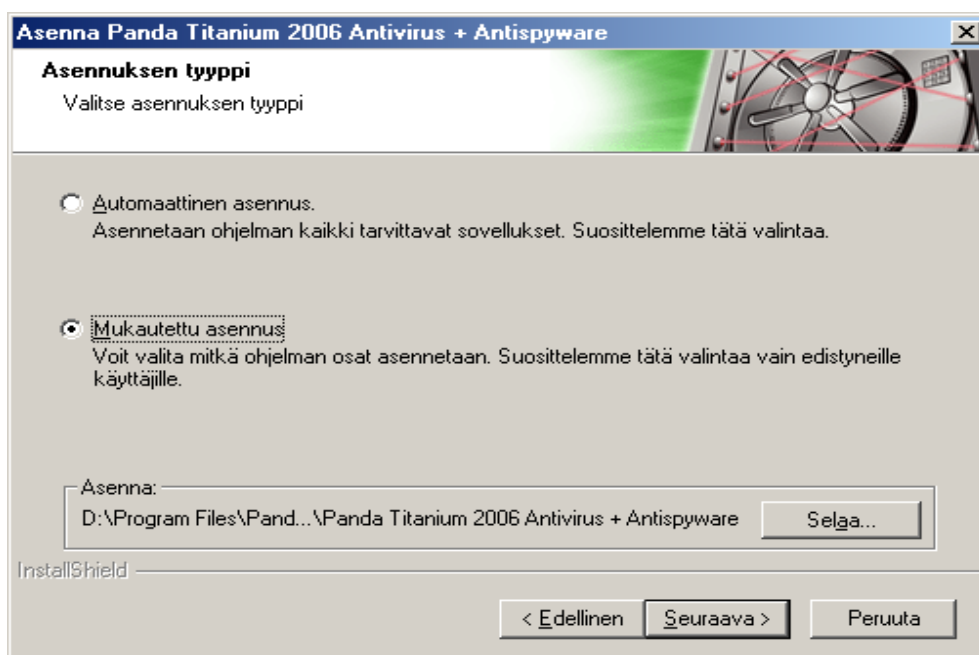 Asenna Panda Titanium 2006 Antivirus + Antispyware
Asennuksen tyyppi
Valitse asennuksen tyyppi
Automaattinen asennus.
Asennetaan ohjelman kaikki tarvittavat sovellukset. Suosittelemme tätä valintaa.
Mukautettu asennus
Voit valita mitkä ohjelman osat asennetaan. Suosittelemme tätä valintaa vain edistyneille
käyttäjille.
Asenna:
D:\Program Files\Pand...\Panda Titanium 2006 Antivirus + Antispyware
Selaa...
InstallShield
< Edellinen
Seuraava >
Peruuta